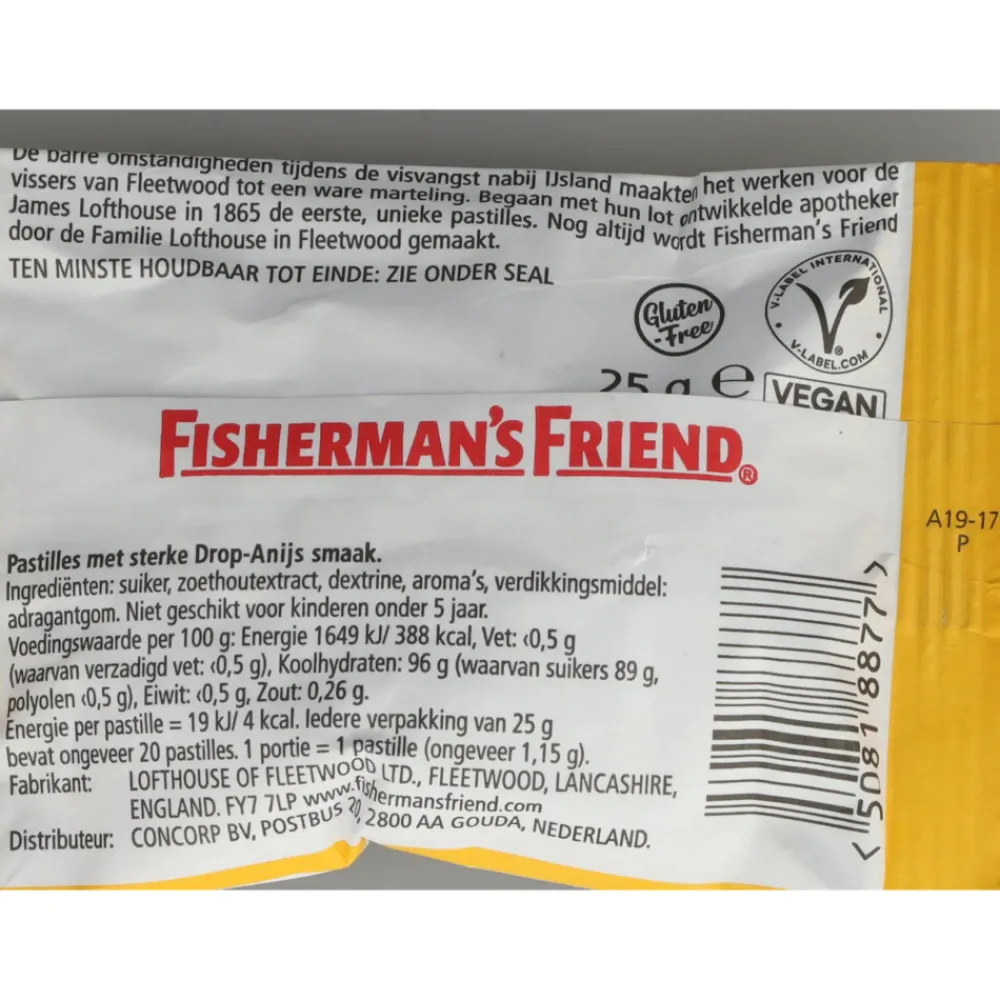 De barre omstandigheden tijdens de visvangst nabij IJsland maakten het werken voor de
vissers van Fleetwood tot een ware marteling. Begaan met hun lot ontwikkelde apotheker
James Lofthouse in 1865 de eerste, unieke pastilles. Nog altijd wordt Fisherman's Friend
door de Familie Lofthouse in Fleetwood gemaakt.
TEN MINSTE HOUDBAAR TOT EINDE: ZIE ONDER SEAL
Gluten
-Free
V-LABEL INTERNATIONAL
V-LABEL.COM
25 g e
VEGAN
FISHERMAN'S FRIEND®
A19-17
P
Pastilles met sterke Drop-Anijs smaak.
Ingrediënten: suiker, zoethoutextract, dextrine, aroma's, verdikkingsmiddel:
adragantgom. Niet geschikt voor kinderen onder 5 jaar.
Voedingswaarde per 100 g: Energie 1649 kJ/ 388 kcal, Vet: <0,5 g
(waarvan verzadigd vet: <0,5 g), Koolhydraten: 96 g (waarvan suikers 89 g,
polyolen <0,5 g), Eiwit: <0,5 g, Zout: 0,26 g.
Energie per pastille = 19 kJ/ 4 kcal. Iedere verpakking van 25 g
bevat ongeveer 20 pastilles. 1 portie = 1 pastille (ongeveer 1,15 g).
Fabrikant: LOFTHOUSE OF FLEETWOOD LTD., FLEETWOOD, LANCASHIRE,
ENGLAND. FY7 7LP www.fishermansfriend.com
Distributeur: CONCORP BV, POSTBUS 20, 2800 AA GOUDA, NEDERLAND.
<50818877>